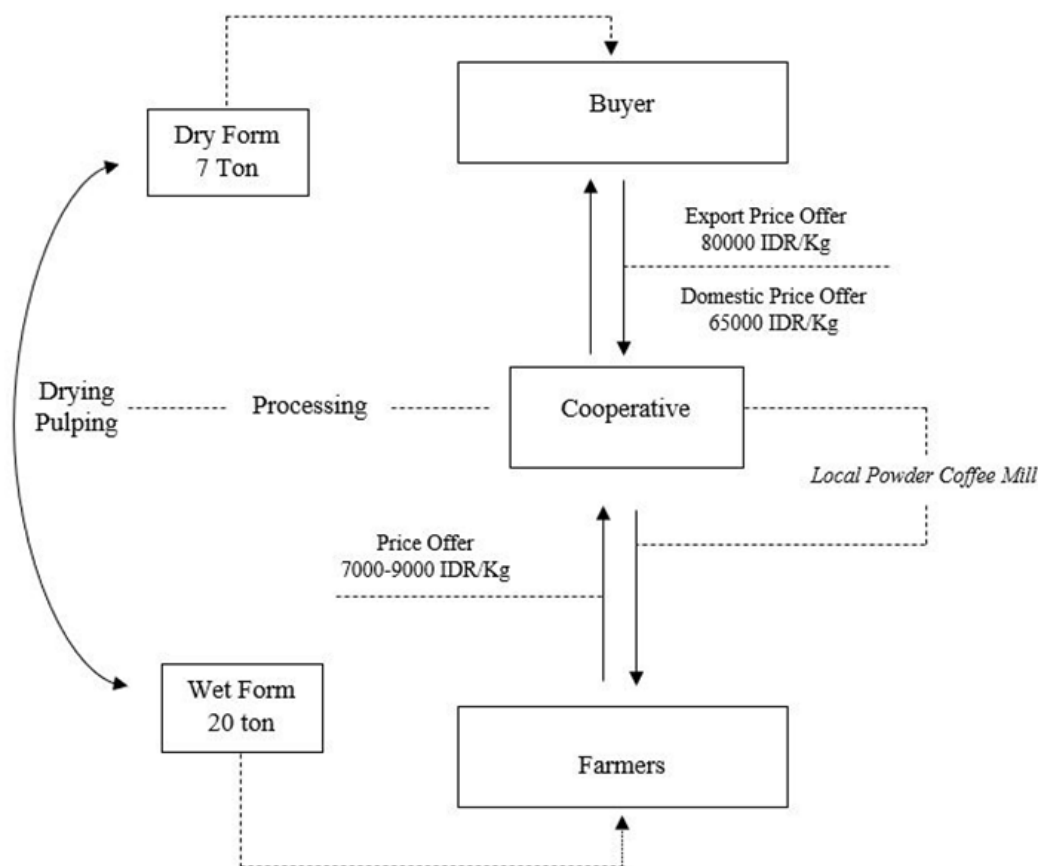 Buyer
Dry Form
7 Ton
Export Price Offer
80000 IDR/Kg
Domestic Price Offer
65000 IDR/Kg
Drying
Pulping
Processing
Cooperative
Local Powder Coffee Mill
Price Offer
7000-9000 IDR/Kg
Wet Form
20 ton
Farmers